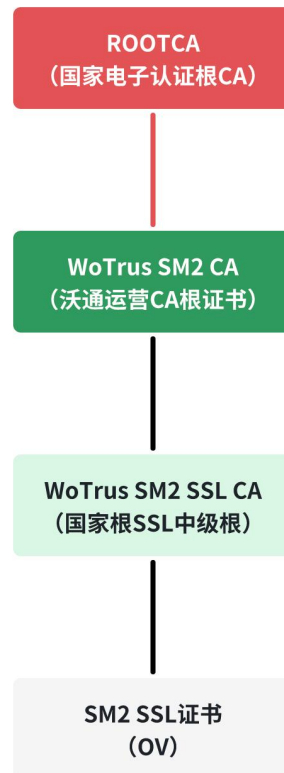 ROOTCA
（国家电子认证根CA）
WoTrus SM2 CA
（沃通运营CA根证书）
WoTrus SM2 SSL CA
（国家根SSL中级根）
SM2 SSL证书
（OV）